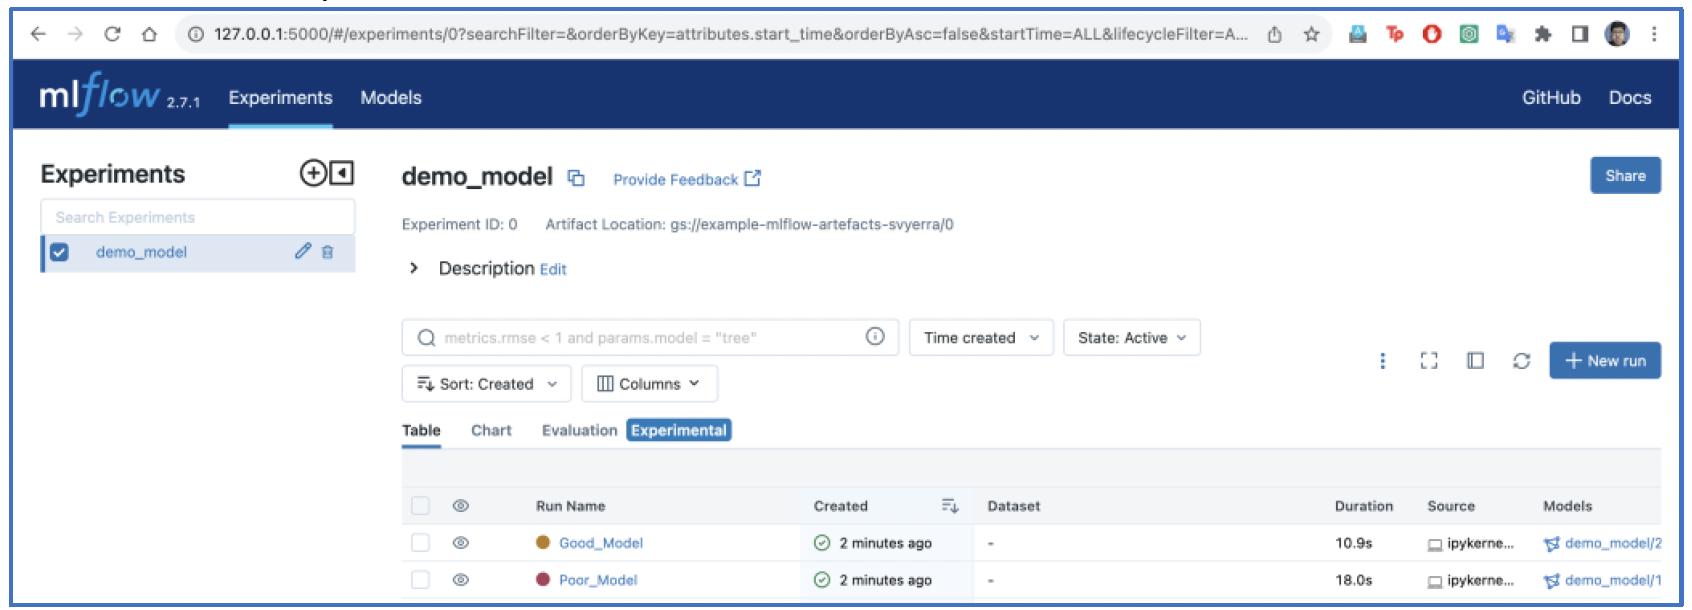 127.0.0.1:5000/#/experiments/0?searchFilter=&orderByKey=attributes.start_time&orderByAsc=false&startTime=ALL&lifecycleFilter=A...
mlflow 2.7.1 Experiments Models GitHub Docs
Experiments
Search Experiments
demo_model
demo_model Provide Feedback Share
Experiment ID: 0 Artifact Location: gs://example-mlflow-artefacts-svyerra/0
Description Edit
metrics.rmse < 1 and params.model = "tree" Time created State: Active
+ New run
Sort: Created Columns
Table Chart Evaluation Experimental
Run Name Created Dataset Duration Source Models
Good_Model 2 minutes ago - 10.9s ipykerne... demo_model/2
Poor_Model 2 minutes ago - 18.0s ipykerne... demo_model/1